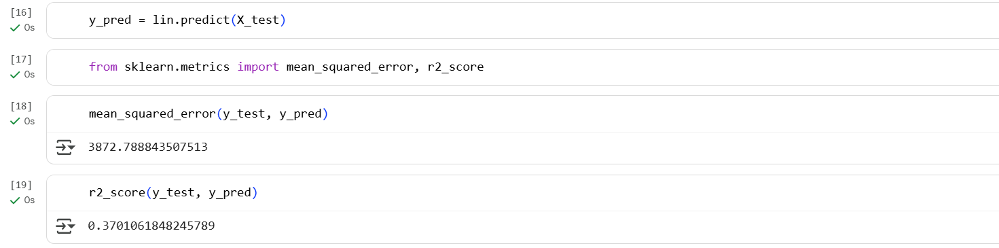 [16]
0s
y_pred = lin.predict(X_test)
[17]
0s
from sklearn.metrics import mean_squared_error, r2_score
[18]
0s
mean_squared_error(y_test, y_pred)
3872.788843507513
[19]
0s
r2_score(y_test, y_pred)
0.3701061848245789